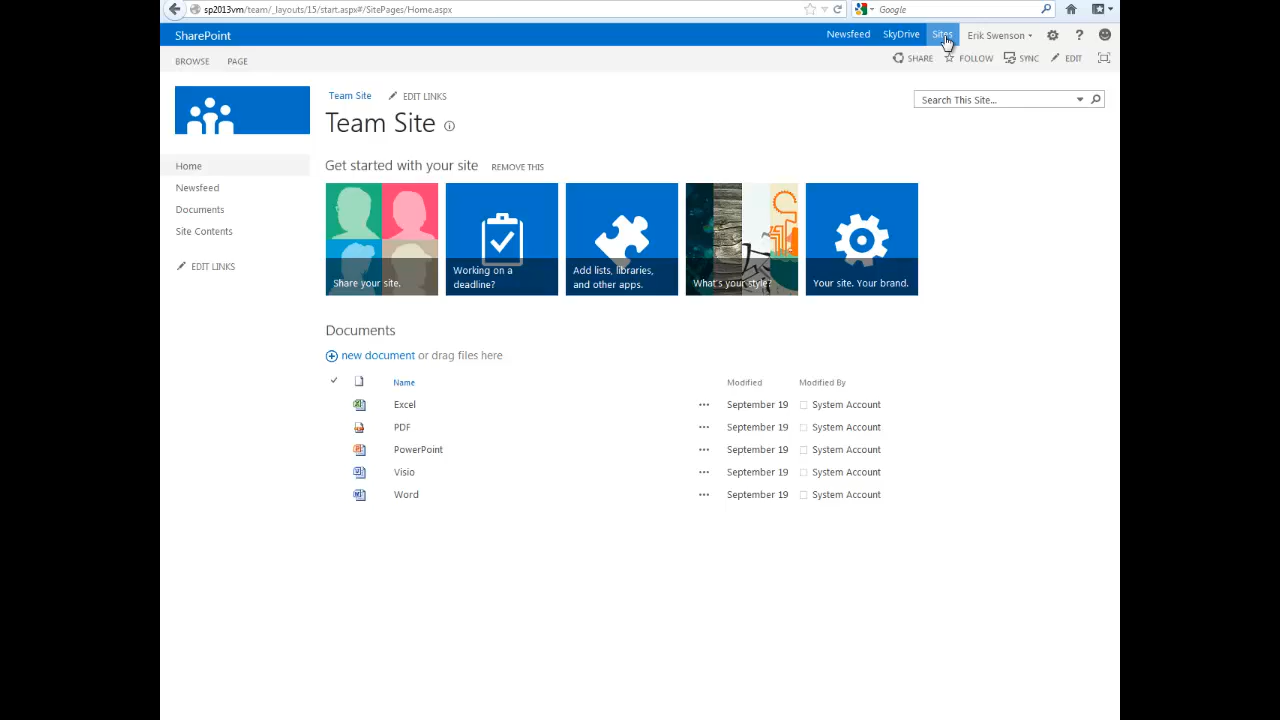 sp2013vm/team/_layouts/15/start.aspx#/SitePages/Home.aspx
Google
SharePoint
Newsfeed
SkyDrive
Sites
Erik Swenson
?
BROWSE
PAGE
SHARE
FOLLOW
SYNC
EDIT
Team Site
EDIT LINKS
Search This Site...
Team Site
Home
Newsfeed
Documents
Site Contents
EDIT LINKS
Get started with your site
REMOVE THIS
Share your site.
Working on a
deadline?
Add lists, libraries,
and other apps.
What's your style?
Your site. Your brand.
Documents
new document or drag files here
Name Modified Modified By
Excel ... September 19 System Account
PDF ... September 19 System Account
PowerPoint ... September 19 System Account
Visio ... September 19 System Account
Word ... September 19 System Account